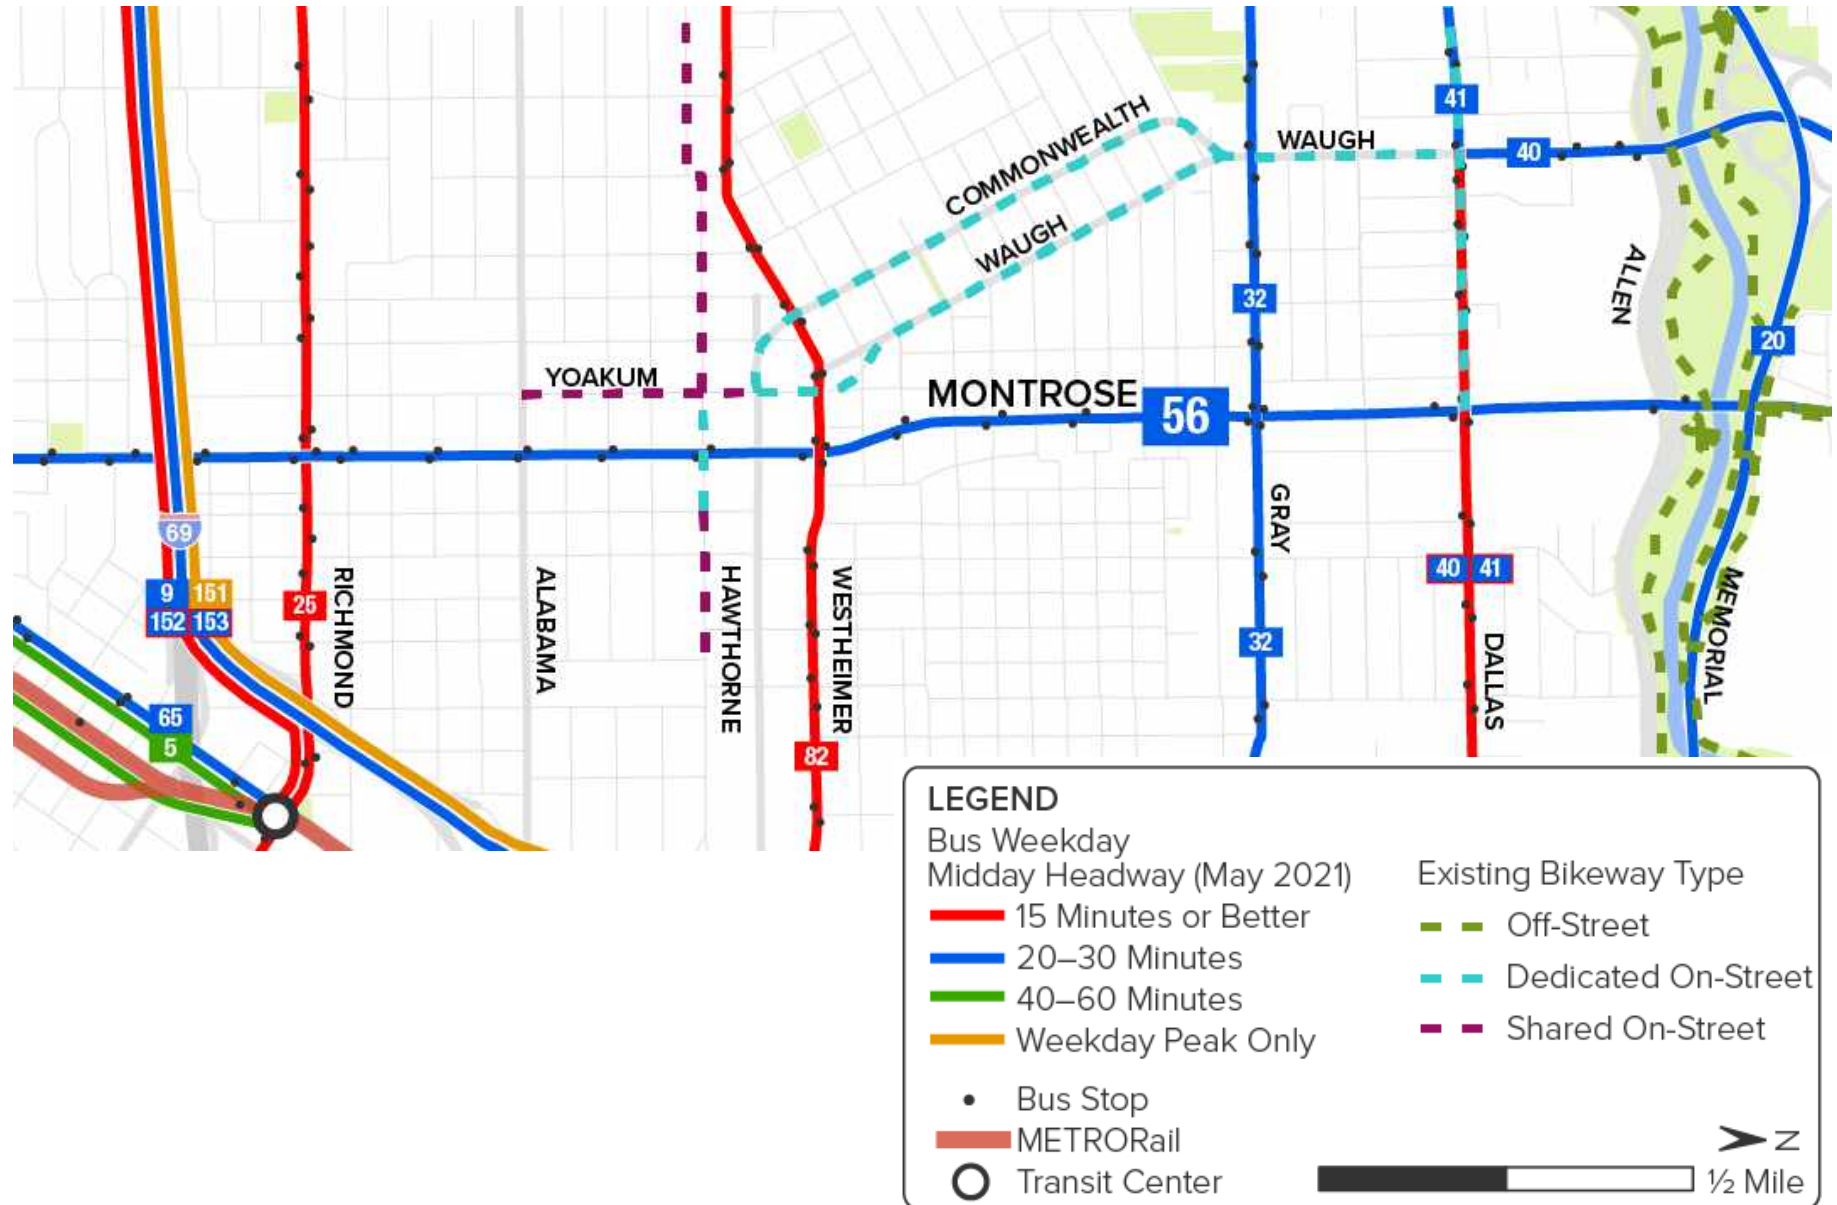 41
COMMONWEALTH
WAUGH
40
WAUGH
ALLEN
32
20
YOAKUM
MONTROSE
56
69
GRAY
9
151
152
153
25
RICHMOND
ALABAMA
HAWTHORNE
WESTHEIMER
40
41
MEMORIAL
32
DALLAS
65
5
82
LEGEND
Bus Weekday
Midday Headway (May 2021)
15 Minutes or Better
20–30 Minutes
40–60 Minutes
Weekday Peak Only
Bus Stop
METRORail
Transit Center
Existing Bikeway Type
Off-Street
Dedicated On-Street
Shared On-Street
N
½ Mile